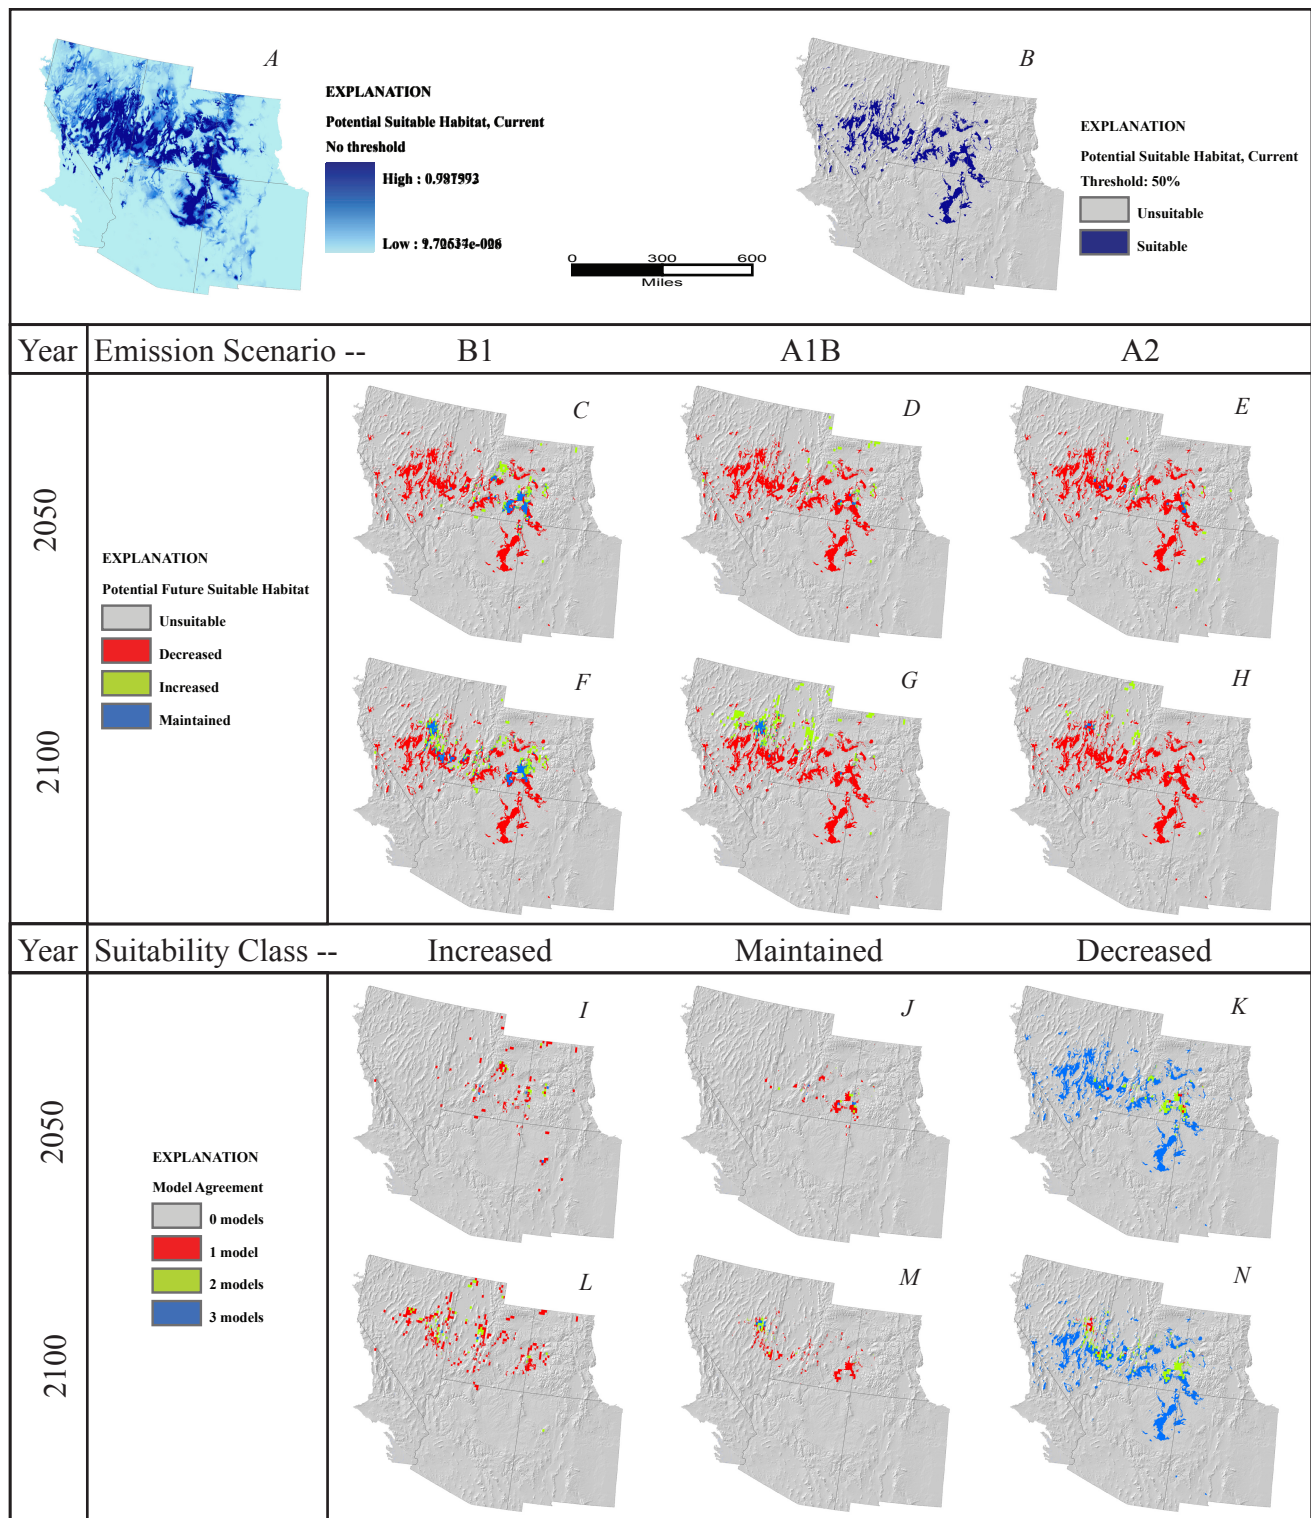 A
EXPLANATION
Potential Suitable Habitat, Current
No threshold
High :
Low :
B
EXPLANATION
Potential Suitable Habitat, Current
Threshold: 50%
Unsuitable
Suitable
0 300 600
Miles
Year Emission Scenario -- B1 A1B A2
2050
C D E
EXPLANATION
Potential Future Suitable Habitat
Unsuitable
Decreased
Increased
Maintained
2100
F G H
Year Suitability Class -- Increased Maintained Decreased
2050
I J K
EXPLANATION
Model Agreement
0 models
1 model
2 models
3 models
2100
L M N